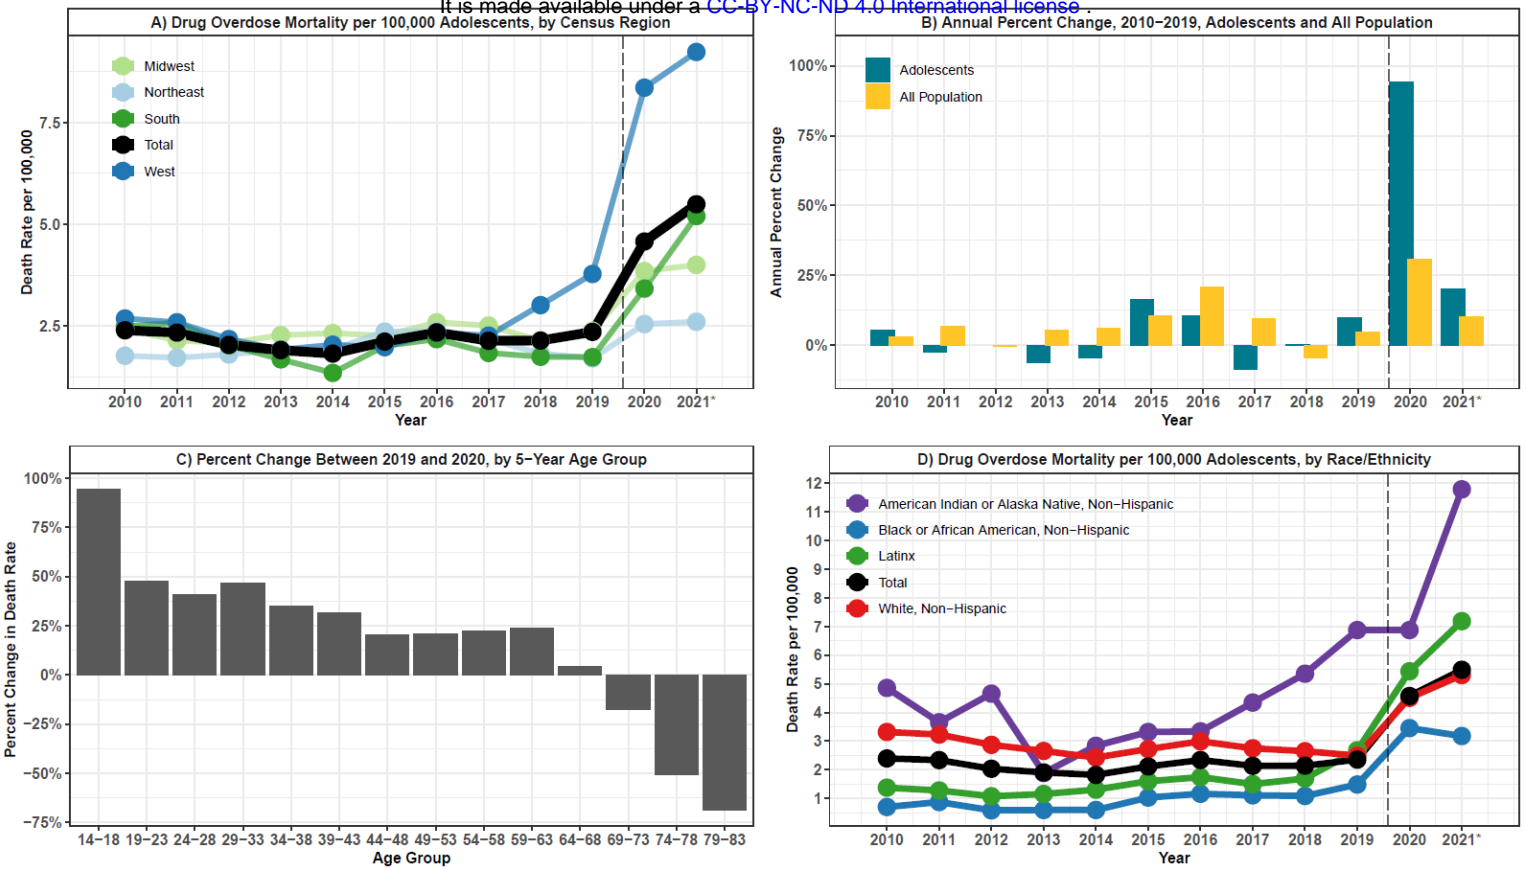 It is made available under a CC-BY-NC-ND 4.0 International license .
A) Drug Overdose Mortality per 100,000 Adolescents, by Census Region
Midwest
Northeast
South
Total
West
Death Rate per 100,000
7.5
5.0
2.5
2010 2011 2012 2013 2014 2015 2016 2017 2018 2019 2020 2021*
Year
B) Annual Percent Change, 2010−2019, Adolescents and All Population
Adolescents
All Population
Annual Percent Change
100%
75%
50%
25%
0%
2010 2011 2012 2013 2014 2015 2016 2017 2018 2019 2020 2021*
Year
C) Percent Change Between 2019 and 2020, by 5−Year Age Group
Percent Change in Death Rate
100%
75%
50%
25%
0%
−25%
−50%
−75%
14−18 19−23 24−28 29−33 34−38 39−43 44−48 49−53 54−58 59−63 64−68 69−73 74−78 79−83
Age Group
D) Drug Overdose Mortality per 100,000 Adolescents, by Race/Ethnicity
American Indian or Alaska Native, Non−Hispanic
Black or African American, Non−Hispanic
Latinx
Total
White, Non−Hispanic
Death Rate per 100,000
12
11
10
9
8
7
6
5
4
3
2
1
2010 2011 2012 2013 2014 2015 2016 2017 2018 2019 2020 2021*
Year